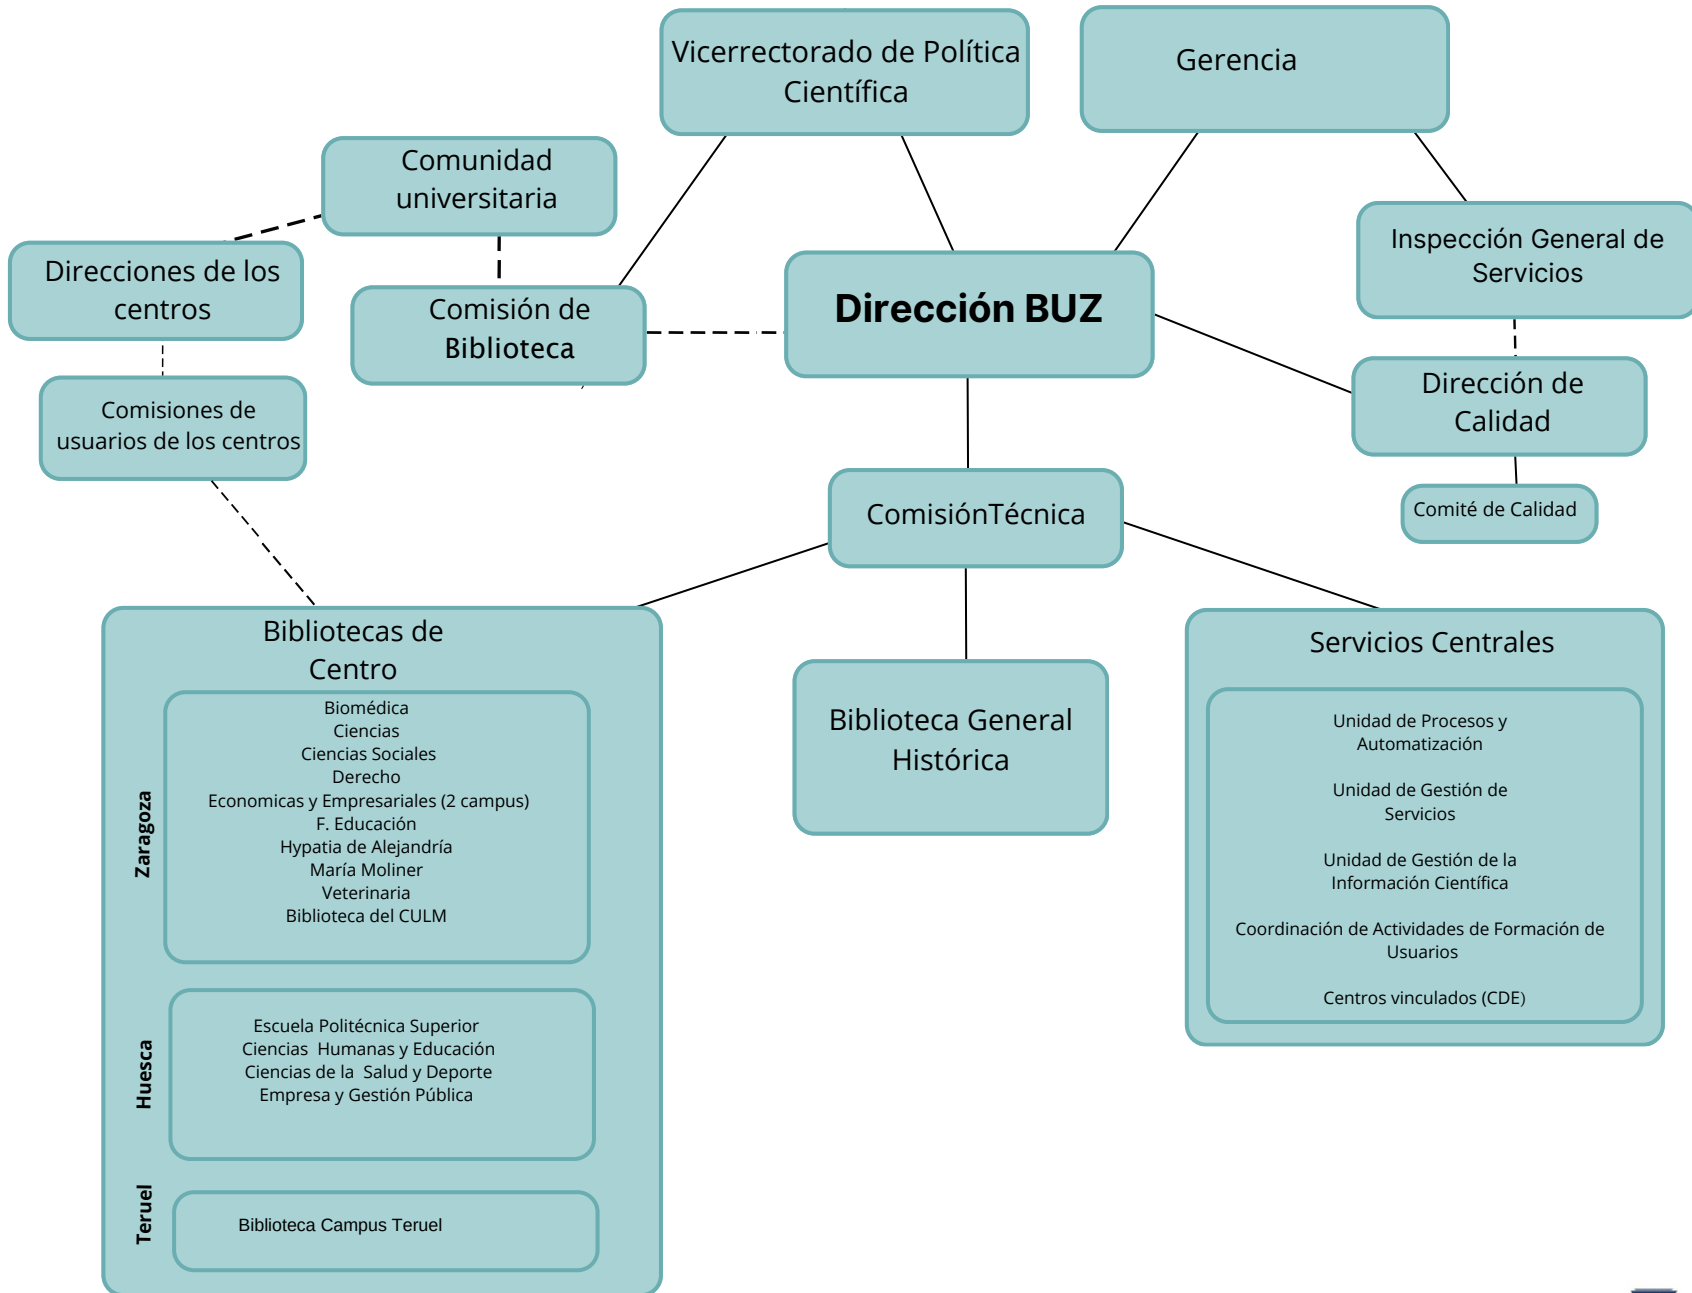 Vicerrectorado de Política
Científica
Gerencia
Comunidad
universitaria
Inspección General de
Servicios
Direcciones de los
centros
Comisión de
Biblioteca
Dirección BUZ
Dirección de
Calidad
Comisiones de
usuarios de los centros
ComisiónTécnica
Comité de Calidad
Bibliotecas de
Centro
Zaragoza
Biomédica
Ciencias
Ciencias Sociales
Derecho
Economicas y Empresariales (2 campus)
F. Educación
Hypatia de Alejandría
María Moliner
Veterinaria
Biblioteca del CULM
Huesca
Escuela Politécnica Superior
Ciencias  Humanas y Educación
Ciencias de la  Salud y Deporte
Empresa y Gestión Pública
Teruel
Biblioteca Campus Teruel
Biblioteca General
Histórica
Servicios Centrales
Unidad de Procesos y
Automatización
Unidad de Gestión de
Servicios
Unidad de Gestión de la
Información Científica
Coordinación de Actividades de Formación de
Usuarios
Centros vinculados (CDE)